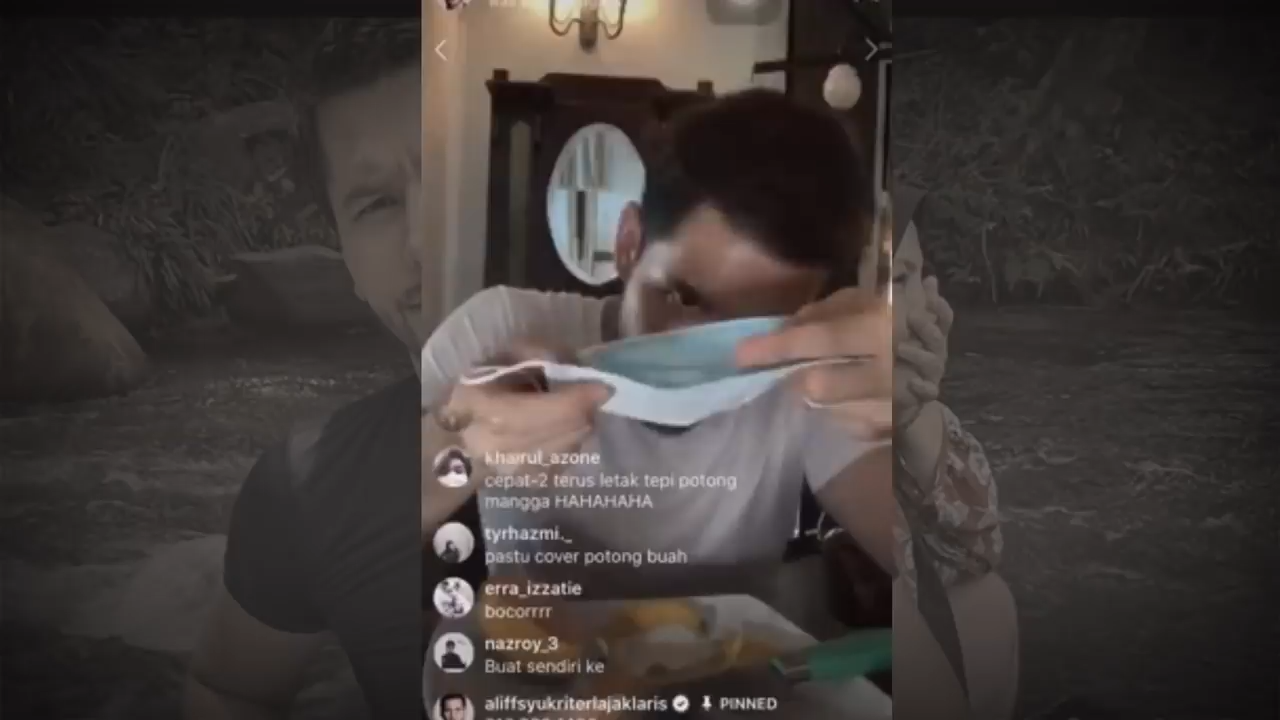 khairul_azone
cepat-2 terus letak tepi potong
mangga HAHAHAHA
tyrhazmi._
pastu cover potong buah
erra_izzatie
bocorrrr
nazroy_3
Buat sendiri ke
aliffsyukriterlajaklaris PINNED